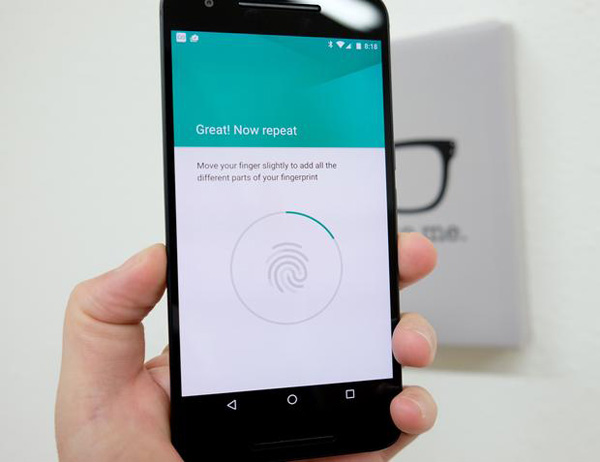 8:18
Great! Now repeat
Move your finger slightly to add all the
different parts of your fingerprint
me.